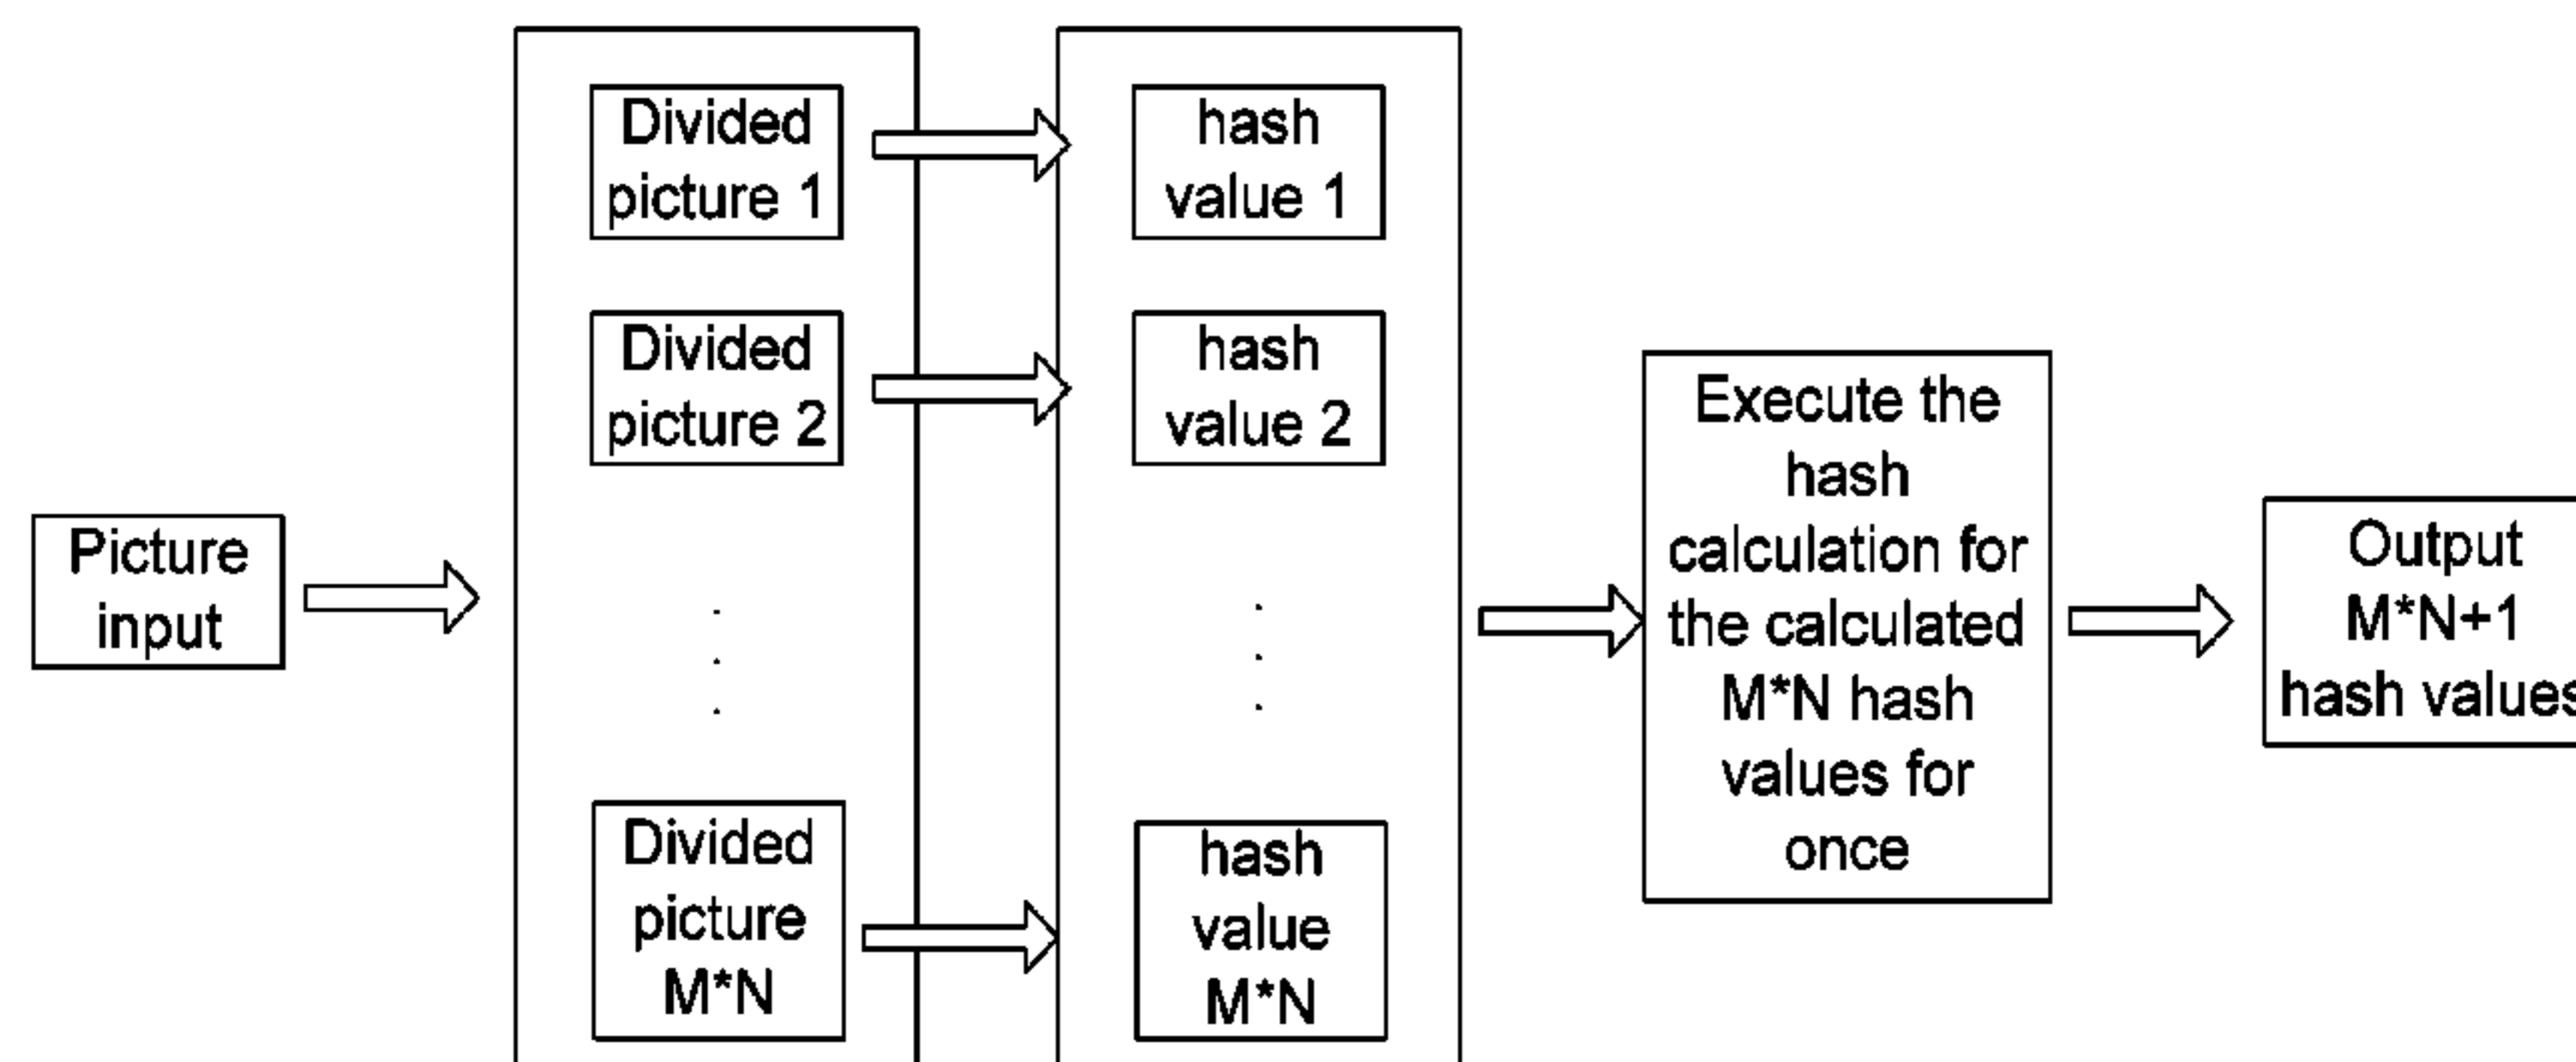 Picture
input
Divided
picture 1
Divided
picture 2
Divided
picture
M*N
hash
value 1
hash
value 2
hash
value
M*N
Execute the
hash
calculation for
the calculated
M*N hash
values for
once
Output
M*N+1
hash values